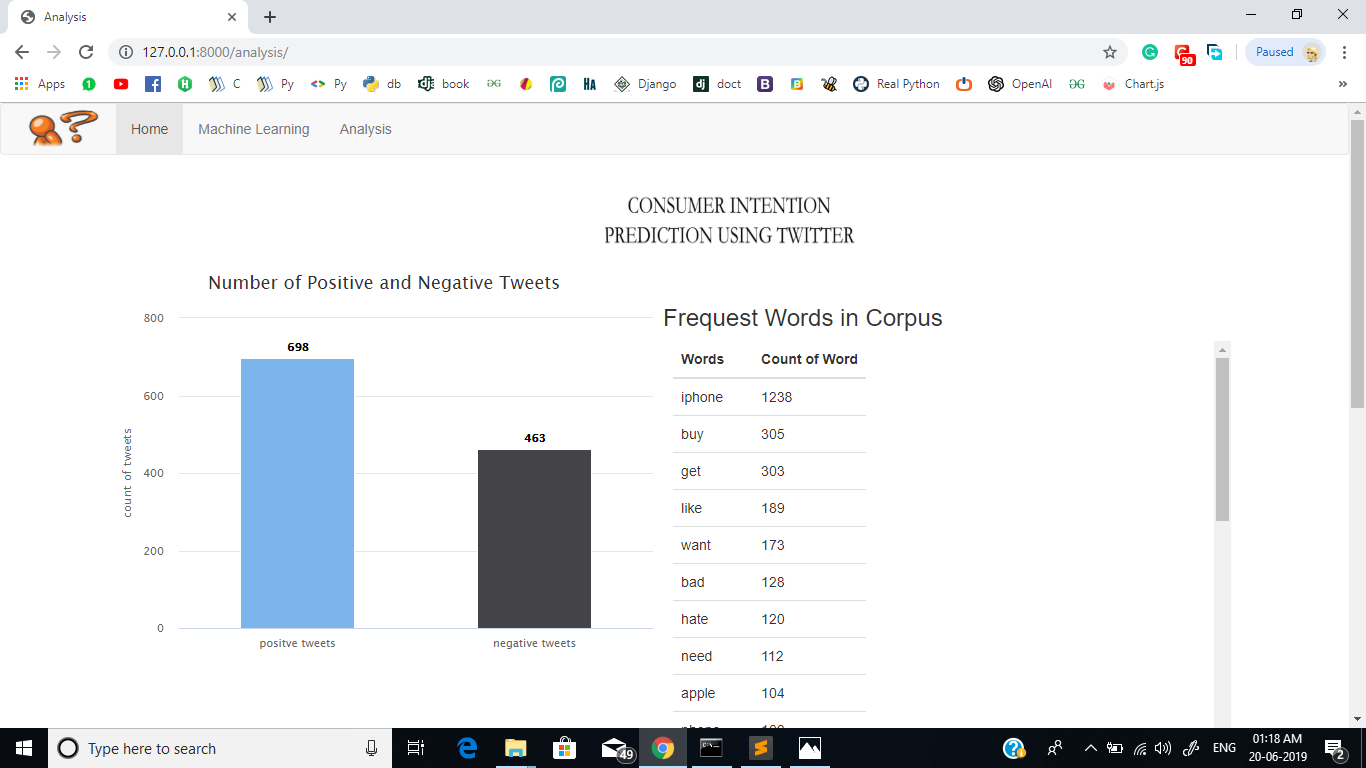 Analysis
127.0.0.1:8000/analysis/
90
Paused
Apps
1
C
Py
Py
db
book
HA
Django
dj
doct
B
Real Python
OpenAI
Chart.js
»
Home
Machine Learning
Analysis
CONSUMER INTENTION
PREDICTION USING TWITTER
Number of Positive and Negative Tweets
count of tweets
800
600
400
200
0
698
463
positve tweets
negative tweets
Frequest Words in Corpus
Words Count of Word
iphone 1238
buy 305
get 303
like 189
want 173
bad 128
hate 120
need 112
apple 104
Type here to search
49
ENG
01:18 AM
20-06-2019
2